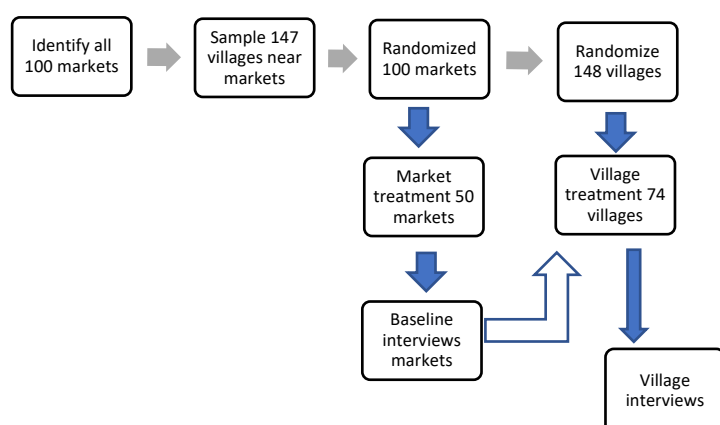 Identify all
100 markets
Sample 147
villages near
markets
Randomized
100 markets
Randomize
148 villages
Market
treatment 50
markets
Village
treatment 74
villages
Baseline
interviews
markets
Village
interviews